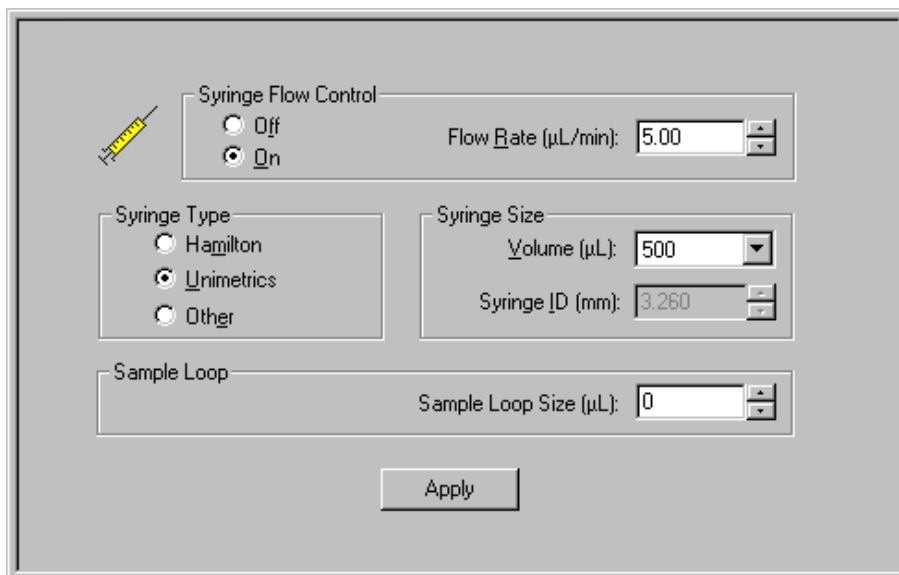 Syringe Flow Control
Off
On
Flow Rate (µL/min): 5.00
Syringe Type
Hamilton
Unimetrics
Other
Syringe Size
Volume (µL): 500
Syringe ID (mm): 3.260
Sample Loop
Sample Loop Size (µL): 0
Apply